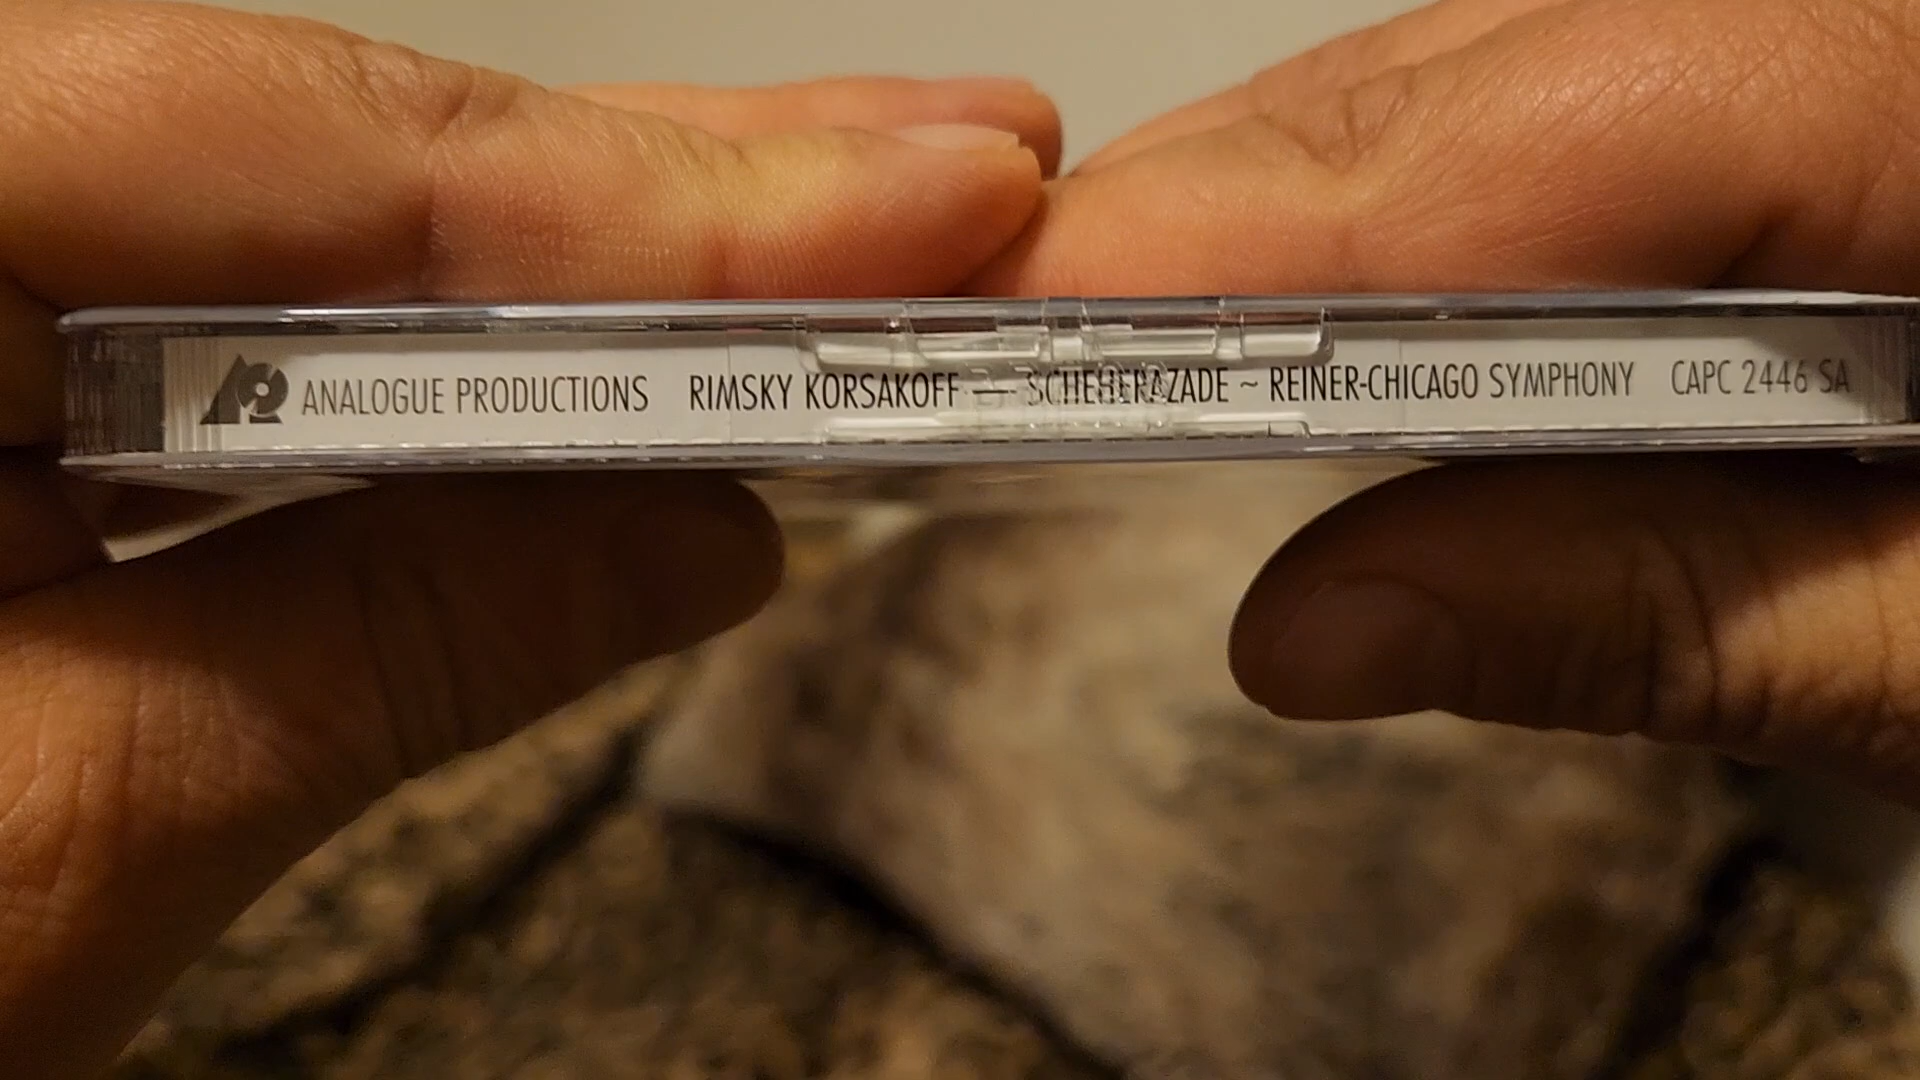 ANALOGUE PRODUCTIONS RIMSKY KORSAKOFF — SCHEHERAZADE ~ REINER-CHICAGO SYMPHONY CAPC 2446 SA